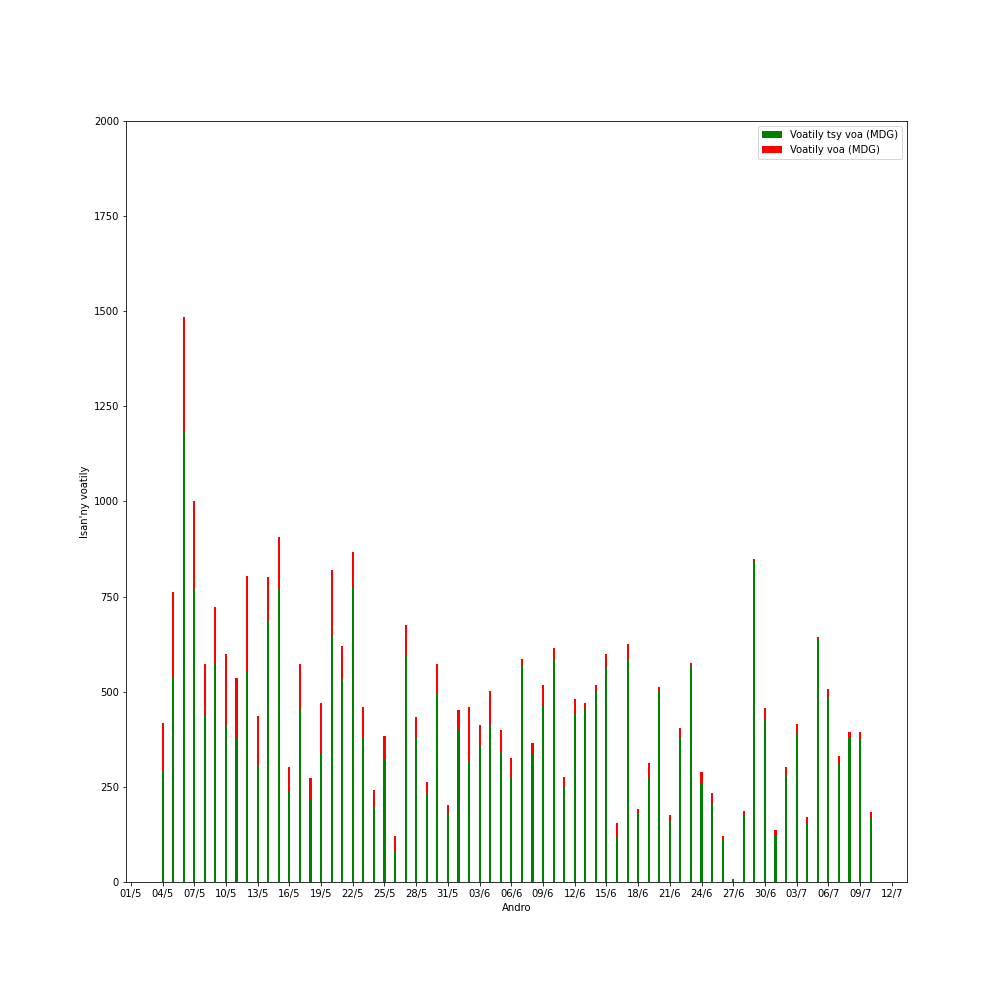 Voatily tsy voa (MDG)
Voatily voa (MDG)
2000
1750
1500
1250
1000
750
500
250
0
Isan'ny voatily
01/5 04/5 07/5 10/5 13/5 16/5 19/5 22/5 25/5 28/5 31/5 03/6 06/6 09/6 12/6 15/6 18/6 21/6 24/6 27/6 30/6 03/7 06/7 09/7 12/7
Andro